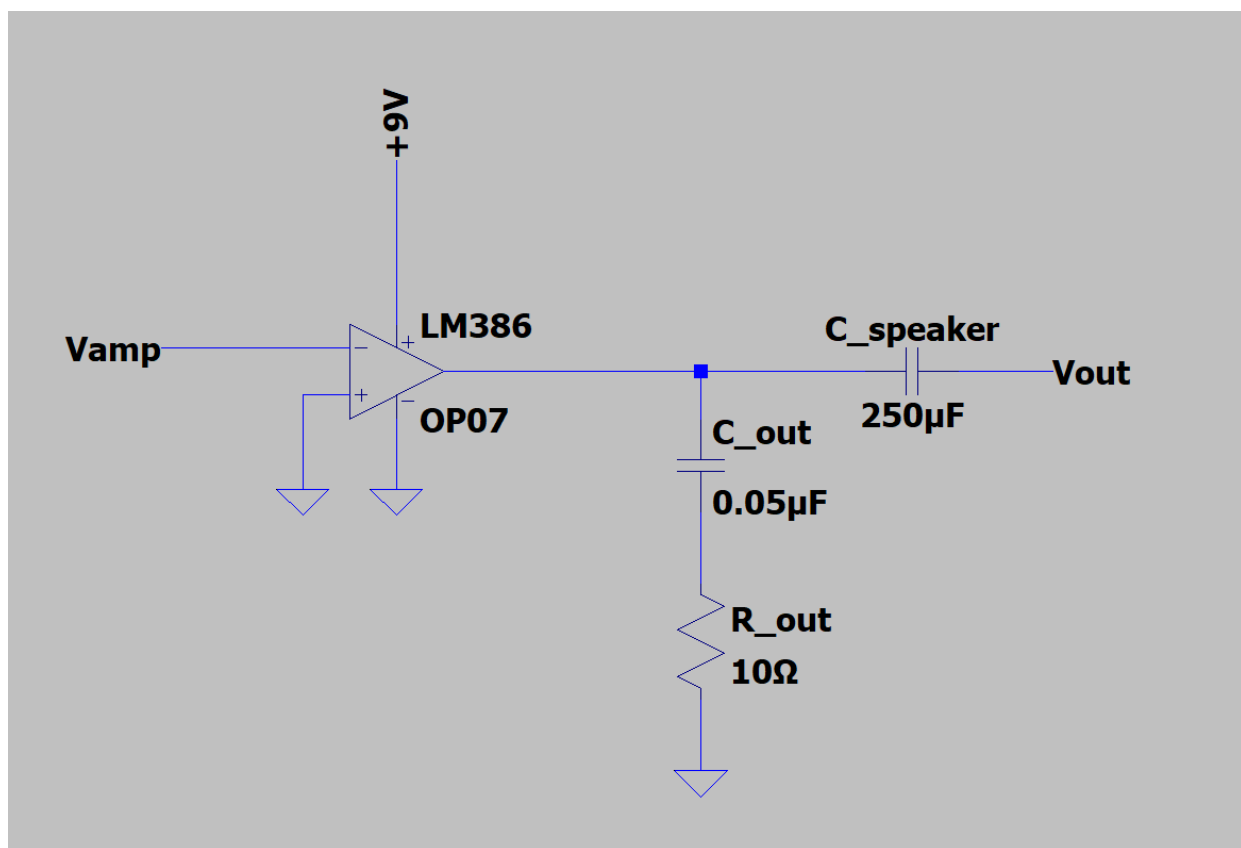 +9V
LM386
Vamp
OP07
C_speaker
250µF
Vout
C_out
0.05µF
R_out
10Ω